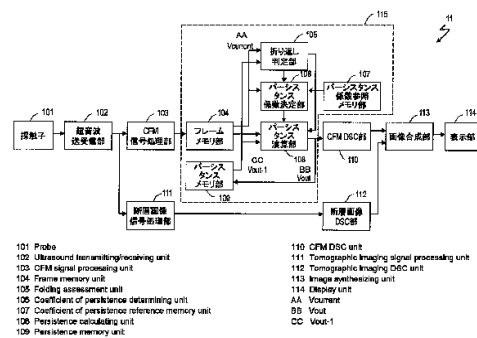 115
11
AA
Vcurrent
105
折り返し
判定部
106
パーシスタンス
係数決定部
107
パーシスタンス
係数参照
メモリ部
101
探触子
102
超音波
送受信部
103
CFM
信号処理部
104
フレーム
メモリ部
パーシスタンス
演算部
108
CFM DSC部
110
113
画像合成部
114
表示部
CC
Vout-1
BB
Vout
パーシスタンス
メモリ部
109
111
断層画像
信号処理部
112
断層画像
DSC部
101 Probe
102 Ultrasound transmitting/receiving unit
103 CFM signal processing unit
104 Frame memory unit
105 Folding assessment unit
106 Coefficient of persistence determining unit
107 Coefficient of persistence reference memory unit
108 Persistence calculating unit
109 Persistence memory unit
110 CFM DSC unit
111 Tomographic imaging signal processing unit
112 Tomographic imaging DSC unit
113 Image synthesizing unit
114 Display unit
AA Vcurrent
BB Vout
CC Vout-1